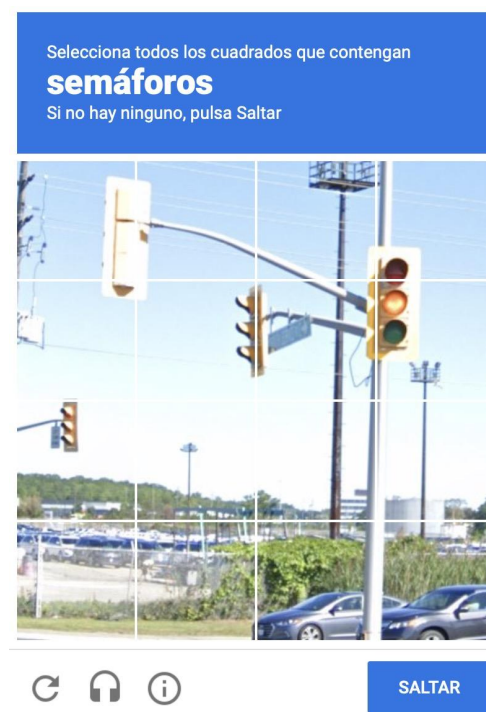 Selecciona todos los cuadrados que contengan
semáforos
Si no hay ninguno, pulsa Saltar
SALTAR